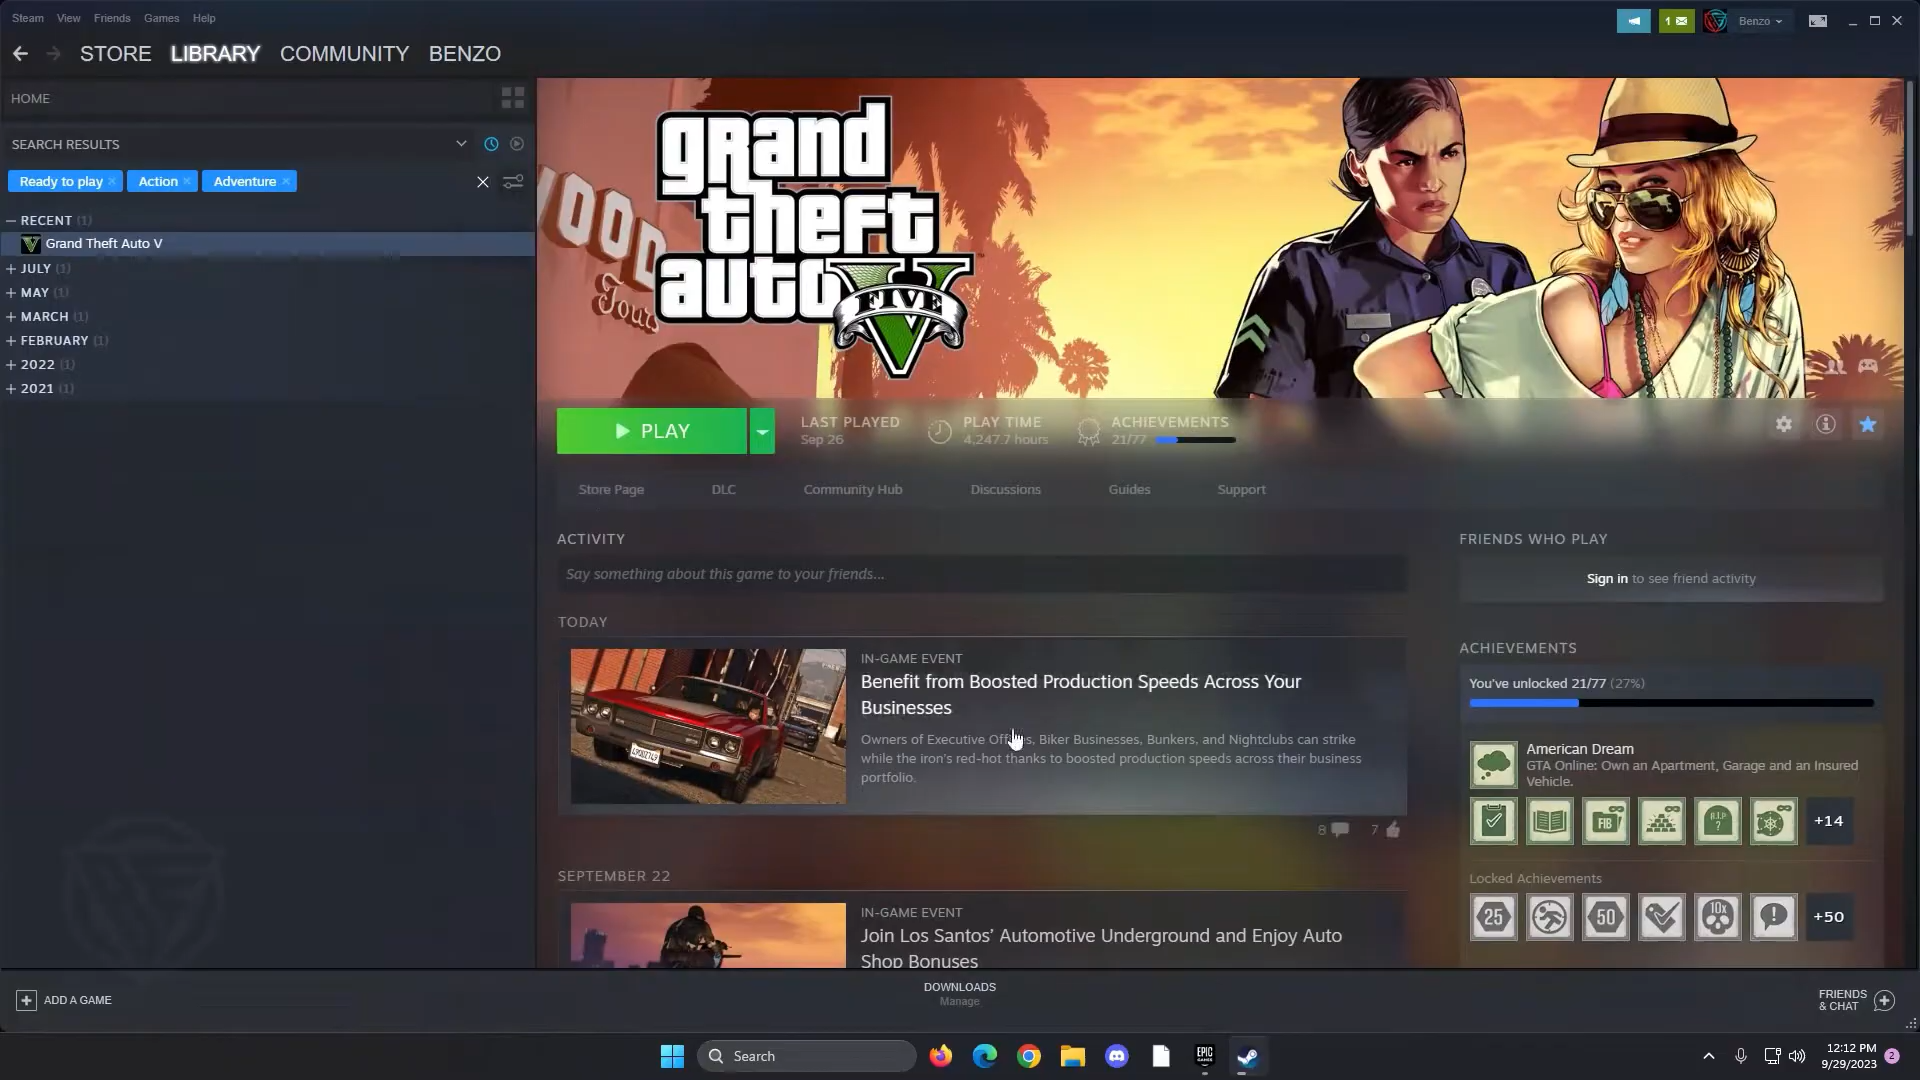 Steam View Friends Games Help
1
Benzo
STORE LIBRARY COMMUNITY BENZO
HOME
SEARCH RESULTS
Ready to play × Action × Adventure ×
— RECENT (1)
Grand Theft Auto V
+ JULY (1)
+ MAY (1)
+ MARCH (1)
+ FEBRUARY (1)
+ 2022 (1)
+ 2021 (1)
WOOD
Tours
grand
theft
auto V
FIVE
PLAY
LAST PLAYED
Sep 26
PLAY TIME
4,247.7 hours
ACHIEVEMENTS
21/77
Store Page DLC Community Hub Discussions Guides Support
ACTIVITY
Say something about this game to your friends...
TODAY
IN-GAME EVENT
Benefit from Boosted Production Speeds Across Your
Businesses
Owners of Executive Offices, Biker Businesses, Bunkers, and Nightclubs can strike
while the iron's red-hot thanks to boosted production speeds across their business
portfolio.
8 7
SEPTEMBER 22
IN-GAME EVENT
Join Los Santos' Automotive Underground and Enjoy Auto
Shop Bonuses
FRIENDS WHO PLAY
Sign in to see friend activity
ACHIEVEMENTS
You've unlocked 21/77 (27%)
American Dream
GTA Online: Own an Apartment, Garage and an Insured
Vehicle.
FIB
R.I.P
?
+14
Locked Achievements
25
50
10x
!
+50
+ ADD A GAME
DOWNLOADS
Manage
FRIENDS
& CHAT
Search
EPIC
GAMES
12:12 PM
9/29/2023
2